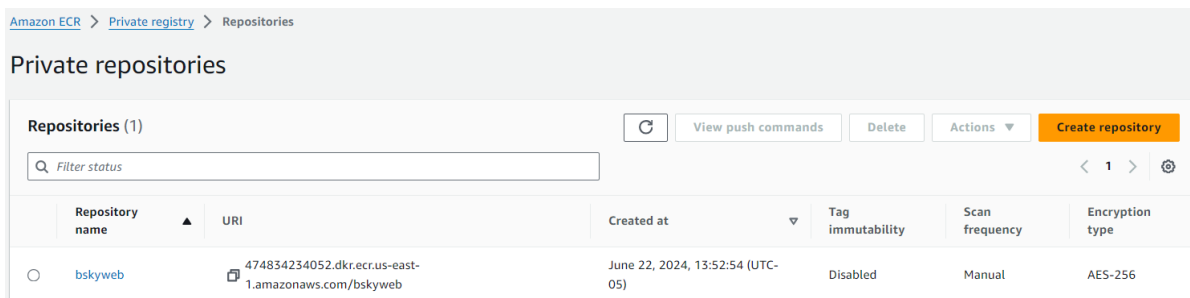 Amazon ECR > Private registry > Repositories
Private repositories
Repositories (1)
View push commands
Delete
Actions ▼
Create repository
Filter status
< 1 >
Repository name ▲ URI Created at ▽ Tag immutability Scan frequency Encryption type
bskyweb
474834234052.dkr.ecr.us-east-
1.amazonaws.com/bskyweb
June 22, 2024, 13:52:54 (UTC-
05)
Disabled
Manual
AES-256